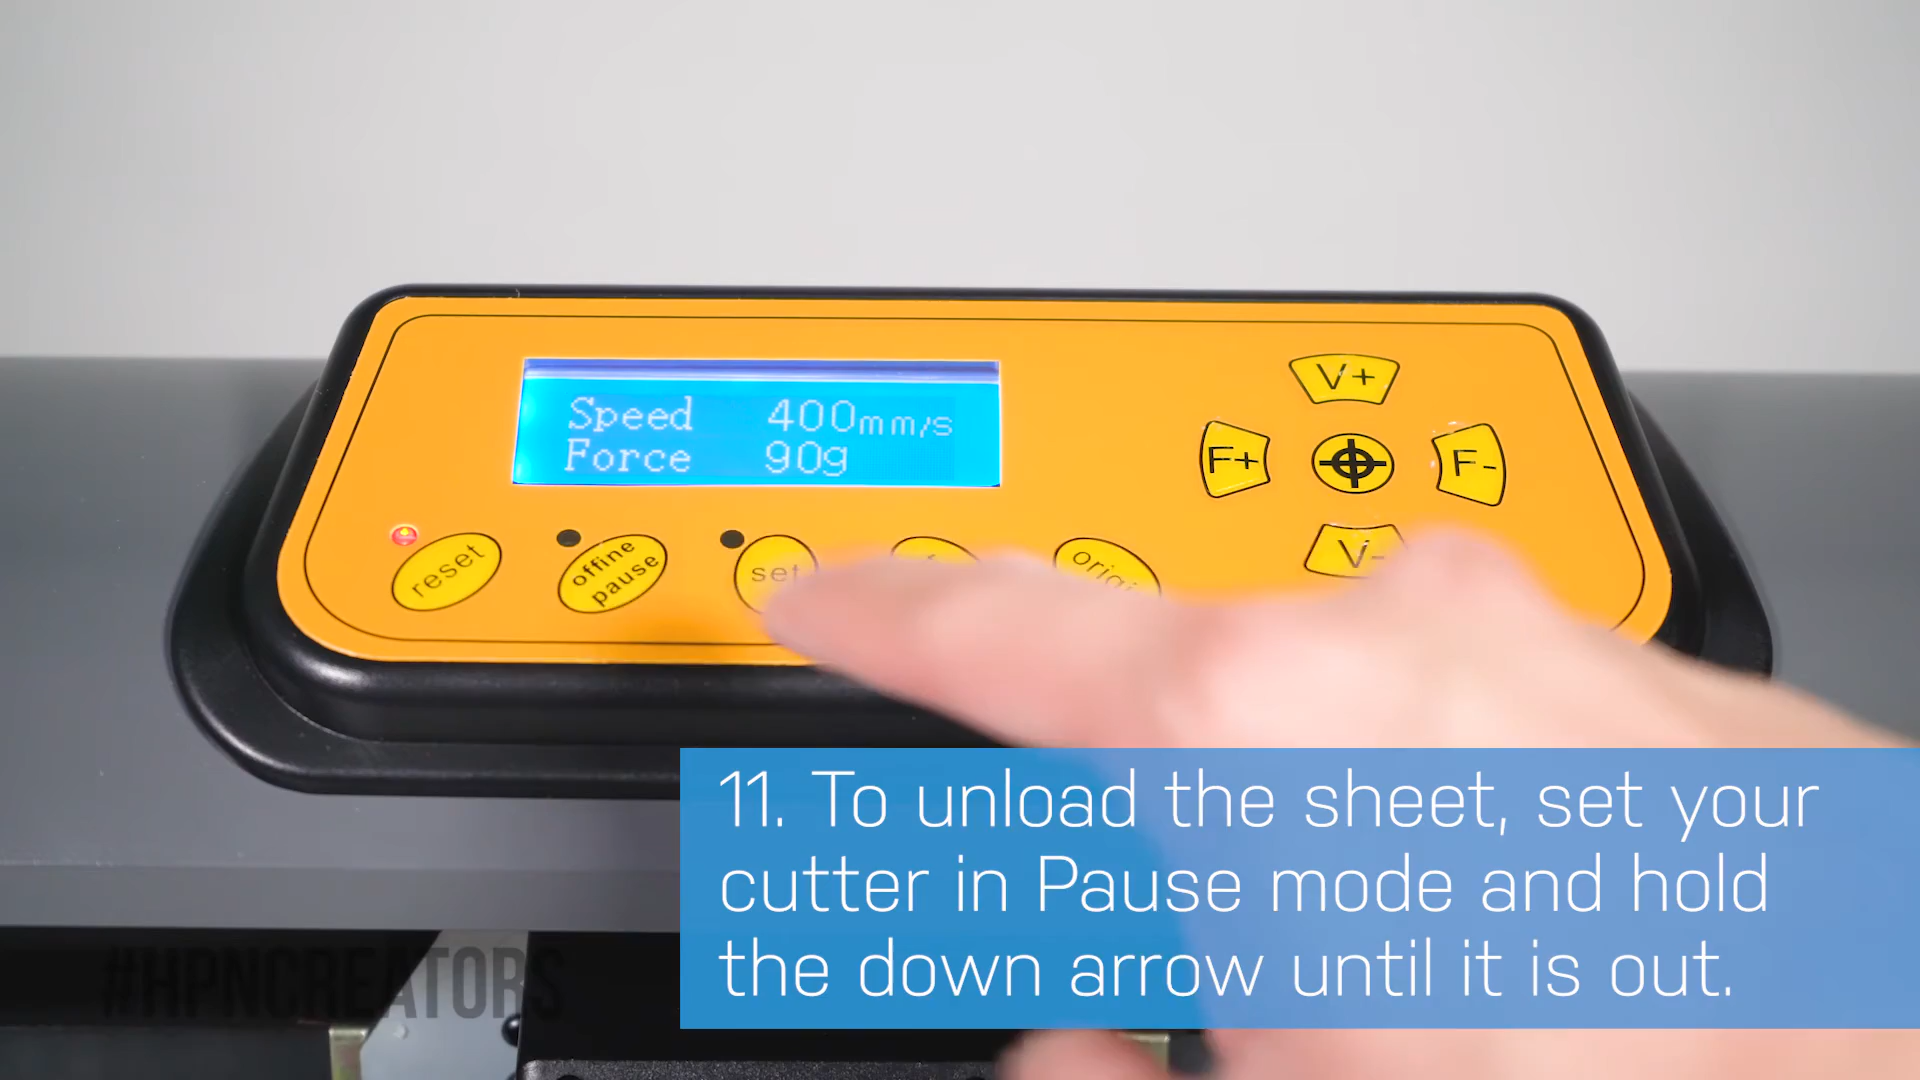 V+
Speed 400mm/s
F+
F-
Force 90g
V-
reset
offine
pause
set
11. To unload the sheet, set your
cutter in Pause mode and hold
the down arrow until it is out.
#HPNCREATORS